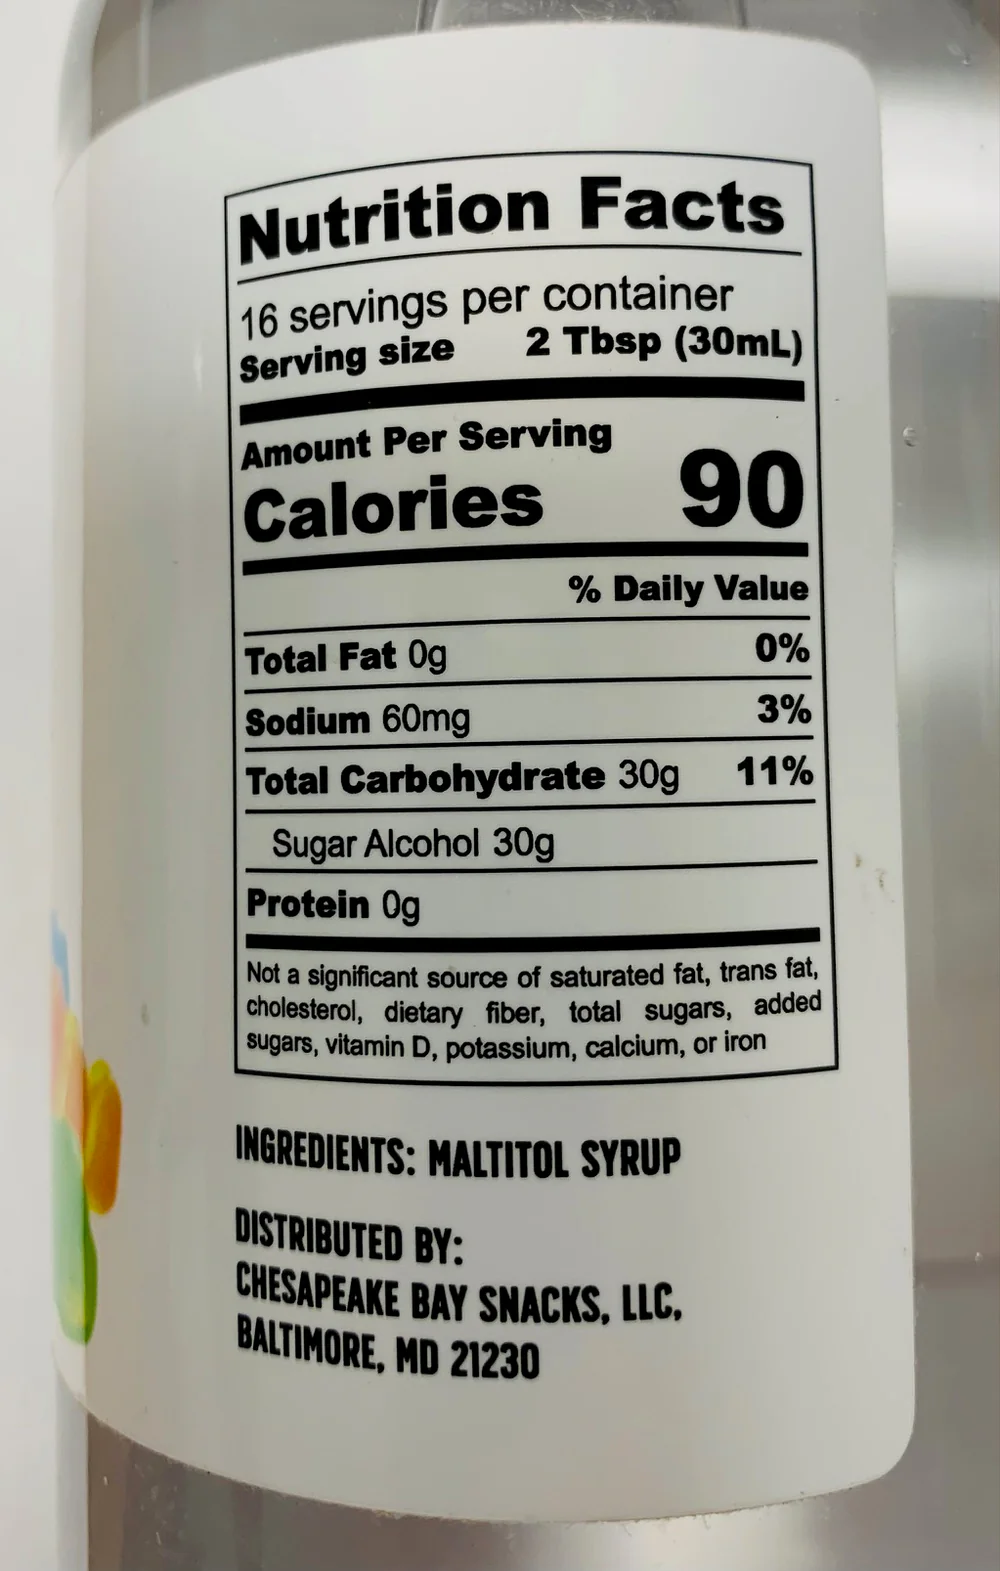 Nutrition Facts
16 servings per container
Serving size 2 Tbsp (30mL)
Amount Per Serving
Calories 90
% Daily Value
Total Fat 0g 0%
Sodium 60mg 3%
Total Carbohydrate 30g 11%
Sugar Alcohol 30g
Protein 0g
Not a significant source of saturated fat, trans fat,
cholesterol, dietary fiber, total sugars, added
sugars, vitamin D, potassium, calcium, or iron
INGREDIENTS: MALTITOL SYRUP
DISTRIBUTED BY:
CHESAPEAKE BAY SNACKS, LLC,
BALTIMORE, MD 21230